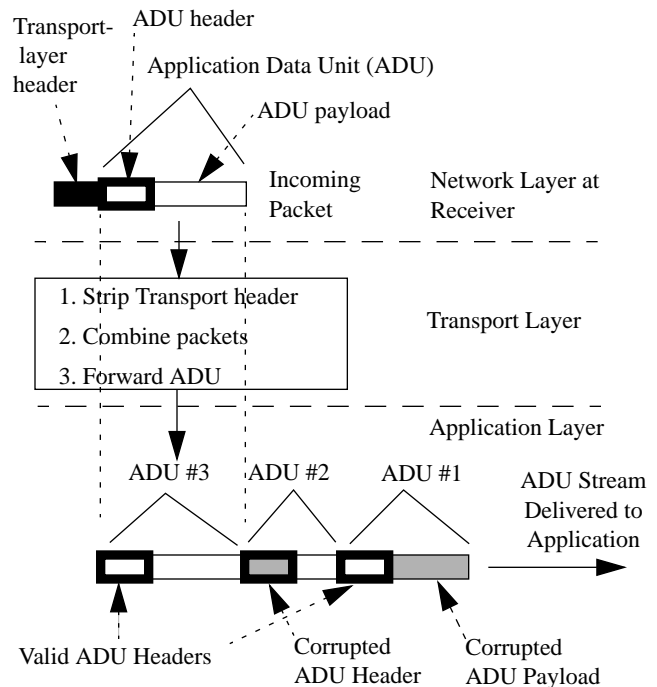 Transport-
layer
header
ADU header
Application Data Unit (ADU)
ADU payload
Incoming
Packet
Network Layer at
Receiver
1. Strip Transport header
2. Combine packets
3. Forward ADU
Transport Layer
Application Layer
ADU #3
ADU #2
ADU #1
ADU Stream
Delivered to
Application
Valid ADU Headers
Corrupted
ADU Header
Corrupted
ADU Payload